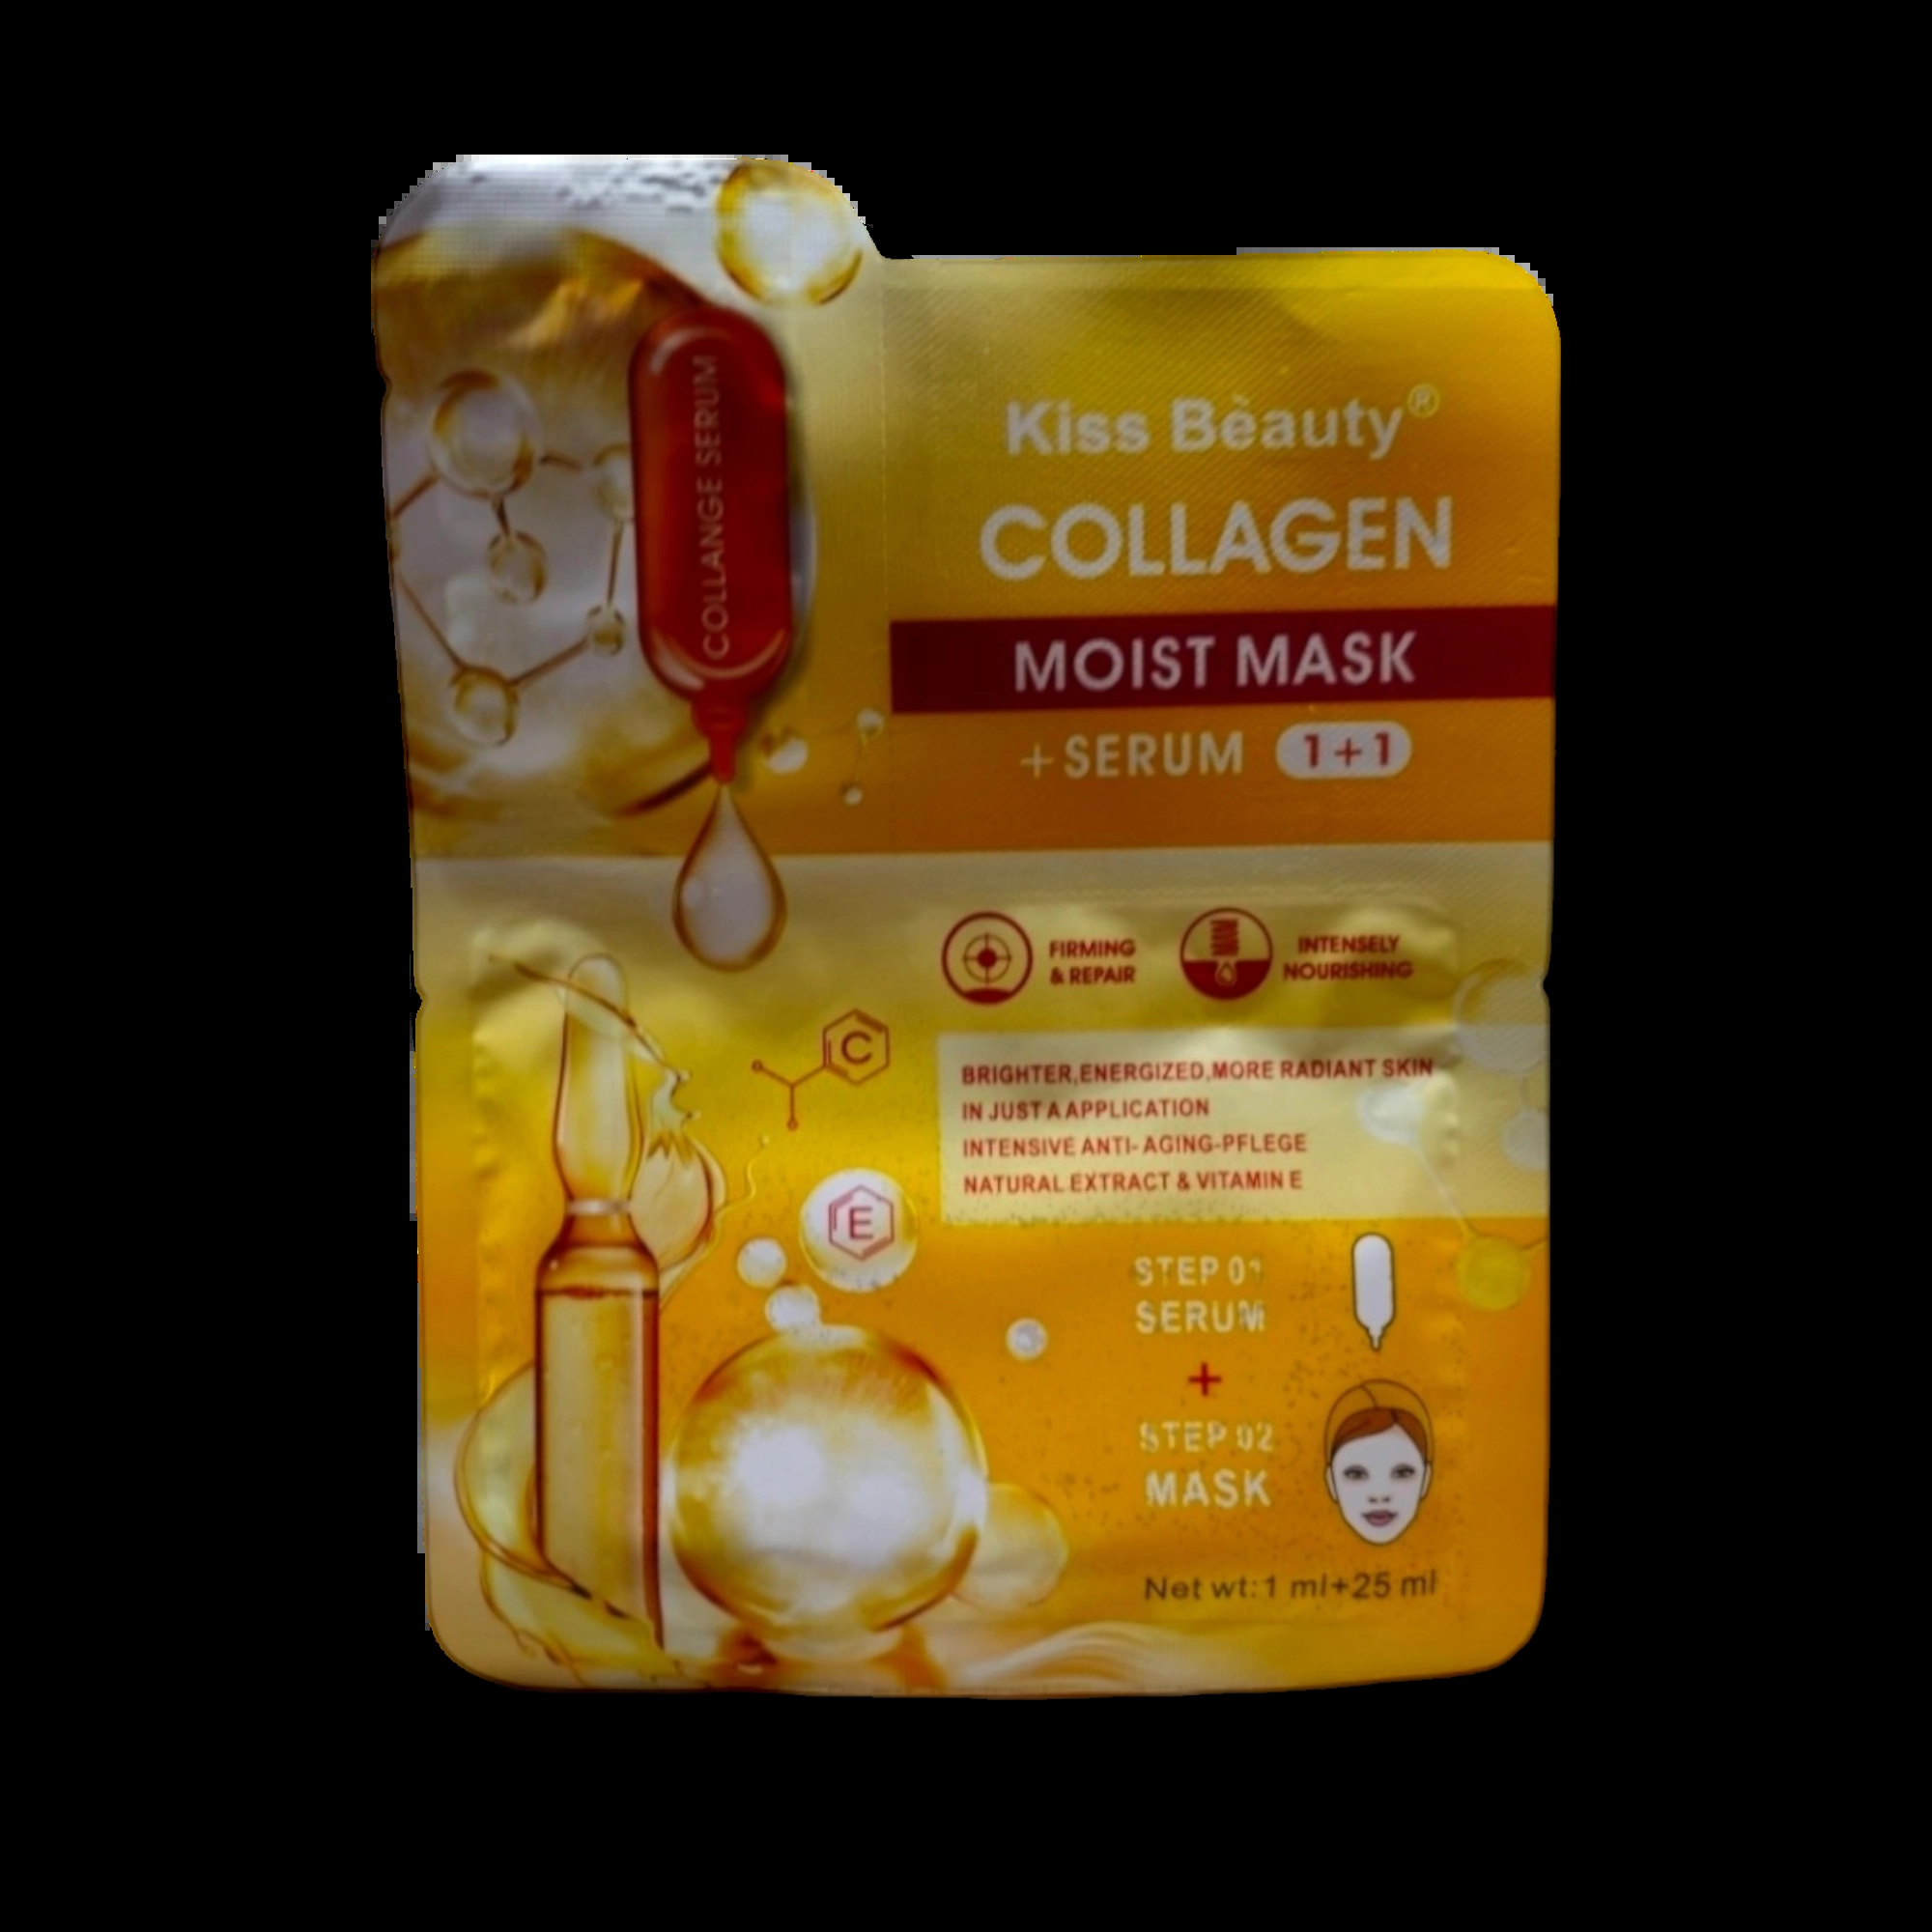 COLLANGE SERUM
Kiss Bèauty®
COLLAGEN
MOIST MASK
+SERUM 1+1
FIRMING
& REPAIR
INTENSELY
NOURISHING
C
BRIGHTER,ENERGIZED,MORE RADIANT SKIN
IN JUST A APPLICATION
INTENSIVE ANTI- AGING-PFLEGE
NATURAL EXTRACT & VITAMIN E
E
STEP 01
SERUM
+
STEP 02
MASK
Net wt:1 ml+25 ml